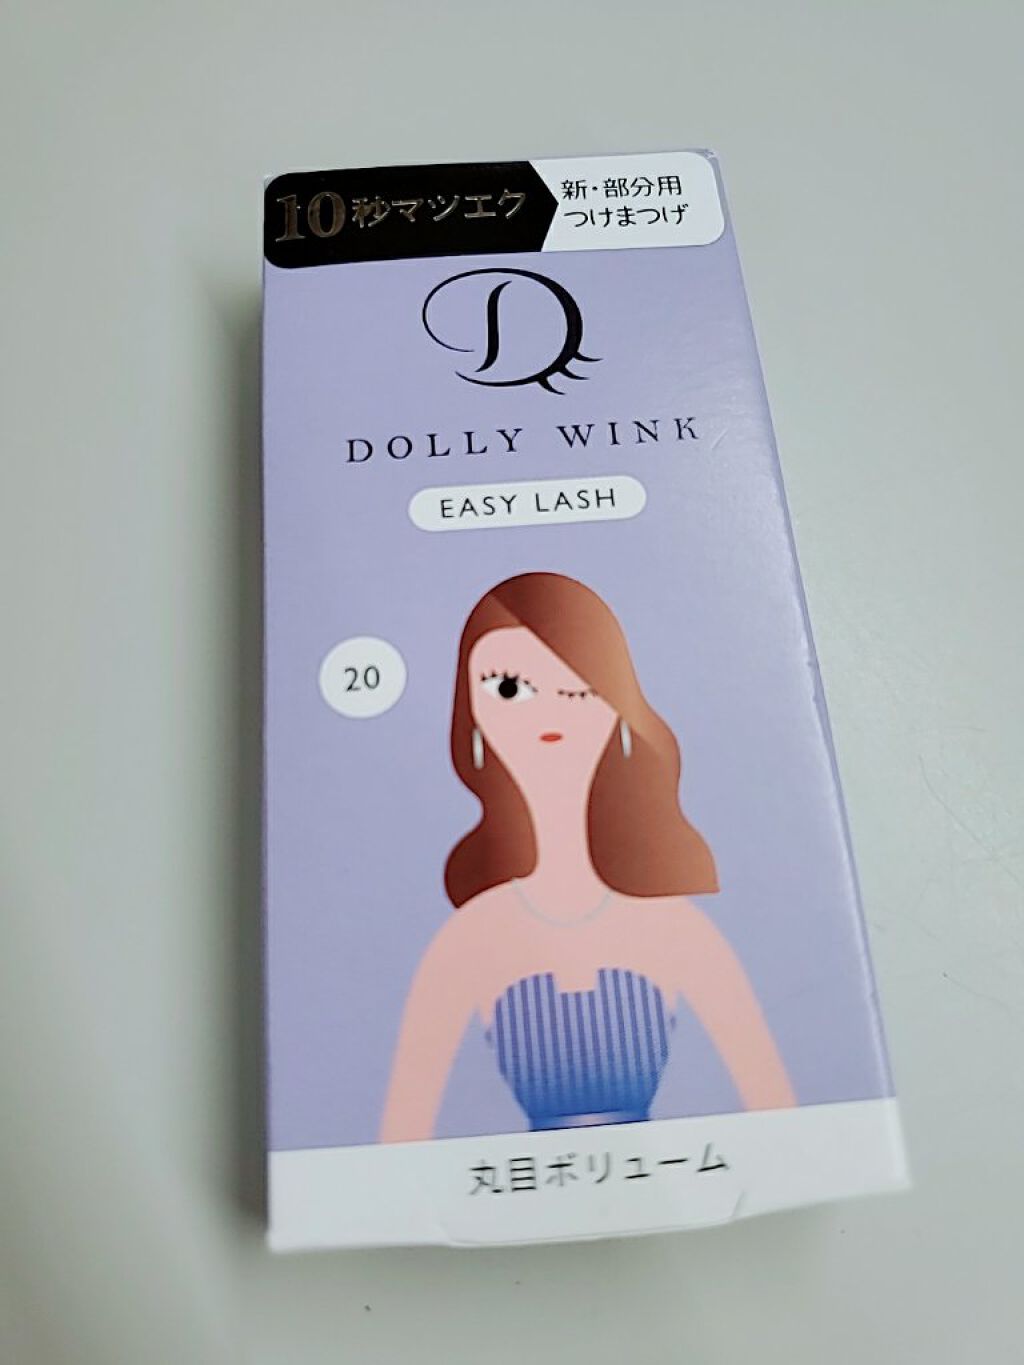 10秒マツエク
新・部分用
つけまつげ
D
DOLLY WINK
EASY LASH
20
丸目ボリューム